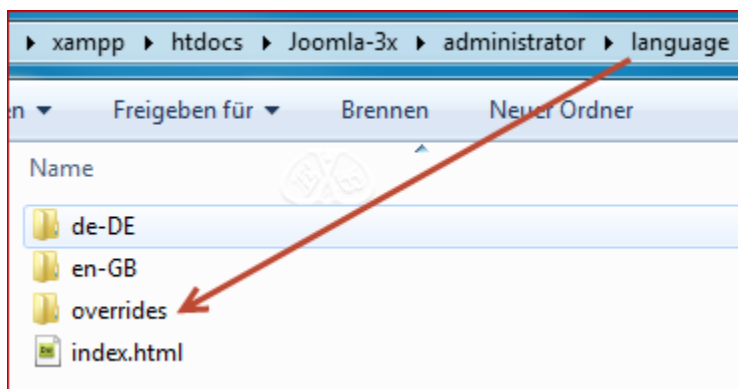 xampp htdocs Joomla-3x administrator language
en Freigeben für Brennen Neuer Ordner
Name
de-DE
en-GB
overrides
index.html